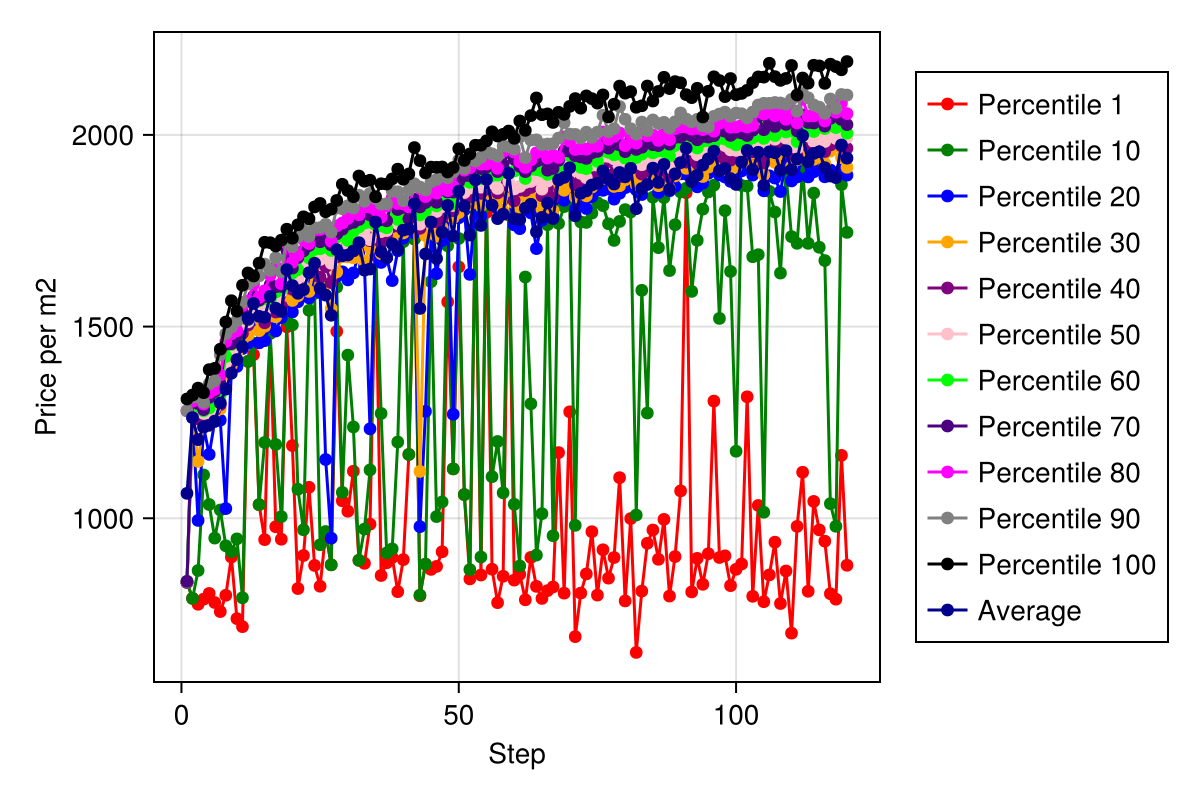 Price per m2
2000
1500
1000
0
50
100
Step
Percentile 1
Percentile 10
Percentile 20
Percentile 30
Percentile 40
Percentile 50
Percentile 60
Percentile 70
Percentile 80
Percentile 90
Percentile 100
Average